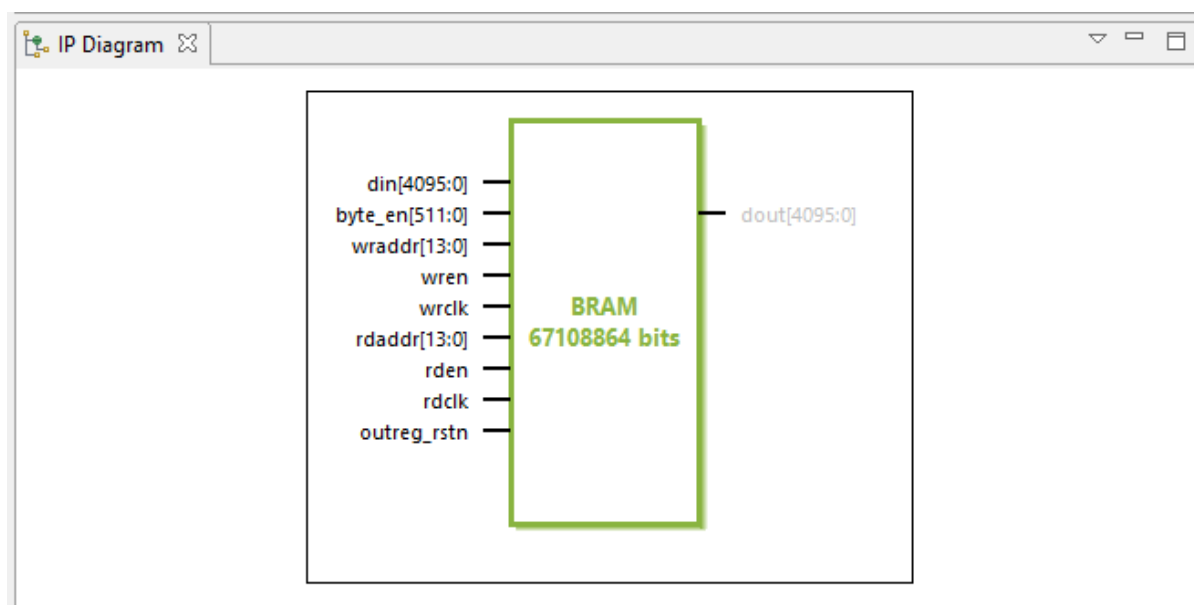 IP Diagram
din[4095:0]
byte_en[511:0]
wraddr[13:0]
wren
wrclk
rdaddr[13:0]
rden
rdclk
outreg_rstn
BRAM
67108864 bits
dout[4095:0]